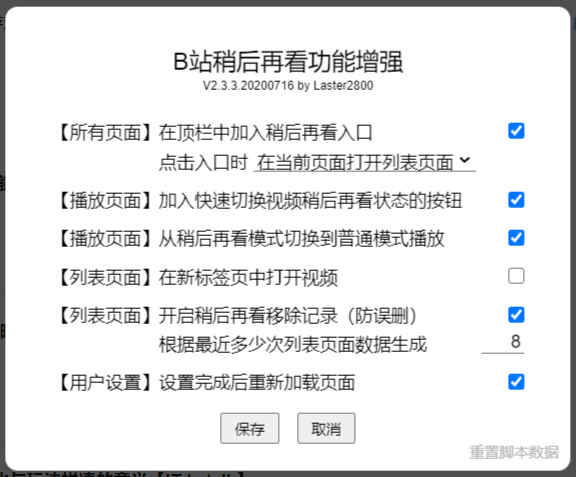 B站稍后再看功能增强
V2.3.3.20200716 by Laster2800
【所有页面】在顶栏中加入稍后再看入口
点击入口时 在当前页面打开列表页面
【播放页面】加入快速切换视频稍后再看状态的按钮
【播放页面】从稍后再看模式切换到普通模式播放
【列表页面】在新标签页中打开视频
【列表页面】开启稍后再看移除记录（防误删）
根据最近多少次列表页面数据生成 8
【用户设置】设置完成后重新加载页面
保存 取消
重置脚本数据